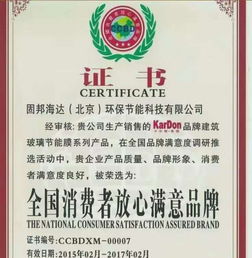 CCBD
证书
CERTIFICATE
固邦海达（北京）环保节能科技有限公司
经审核：贵公司生产销售的KarDon品牌建筑
玻璃节能膜系列产品，在全国品牌满意度调研推
选活动中，贵企业产品质量、品牌形象、消费
者满意度良好，被荣选为：
全国消费者放心满意品牌
THE NATIONAL CONSUMER SATISFACTION ASSURED BRAND
证书编号：CCBDXM-00007
有效期：2015年02月-2017年02月